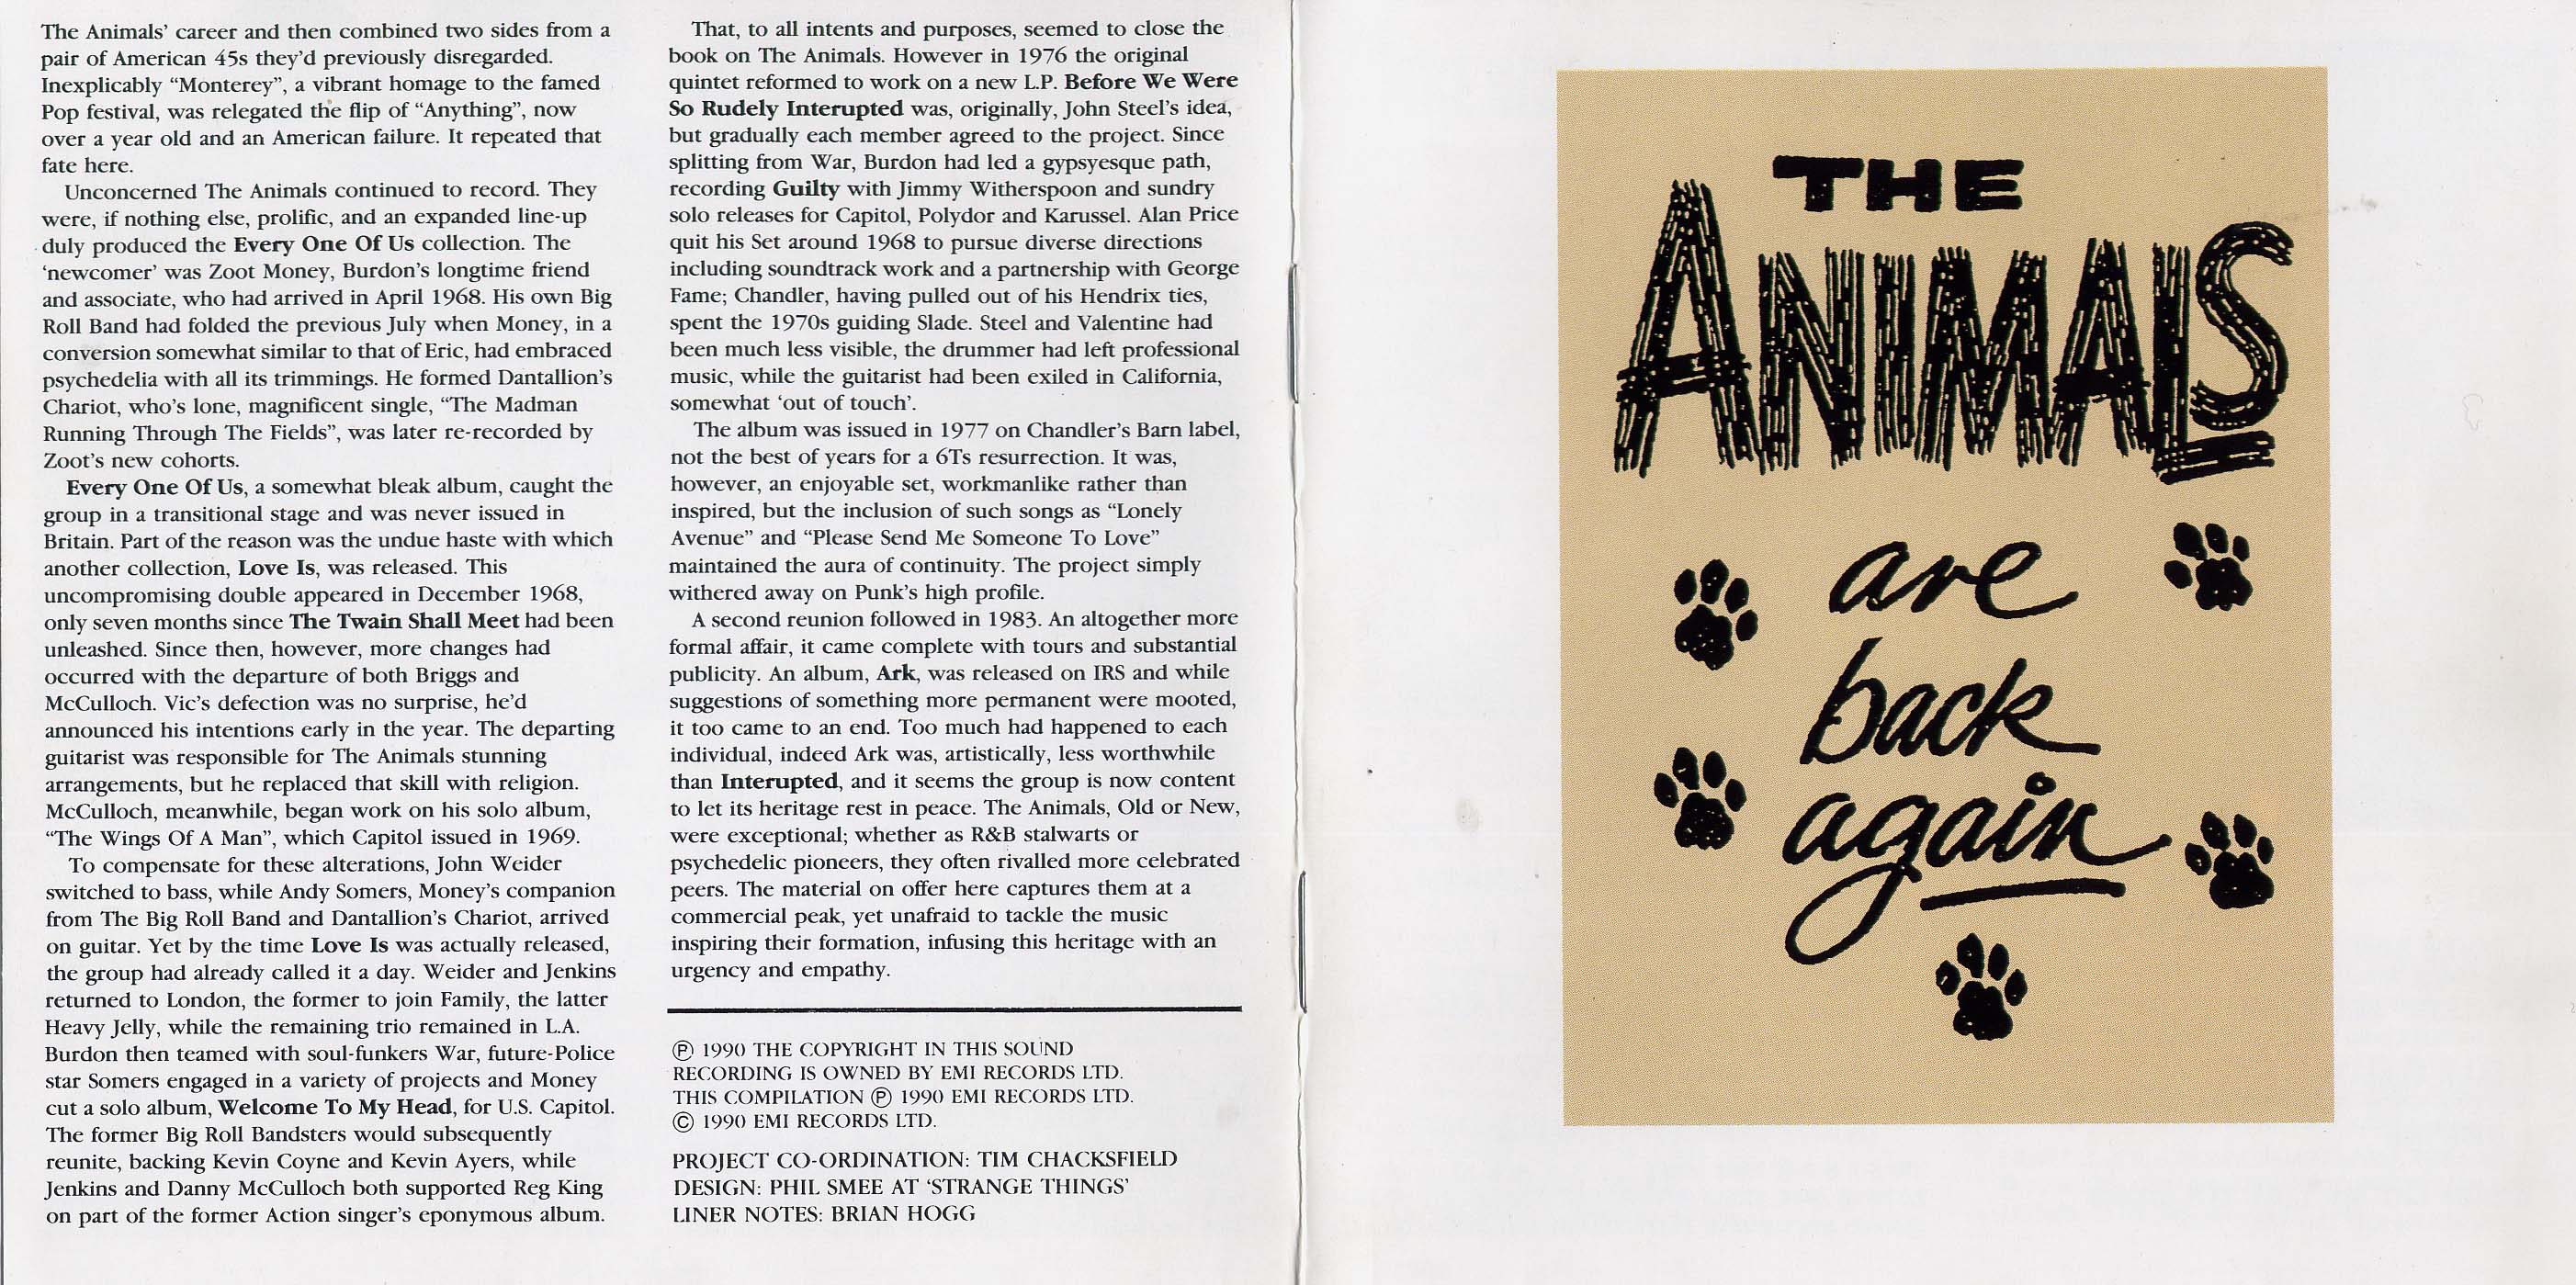 The Animals’ career and then combined two sides from a
pair of American 45s they’d previously disregarded.
Inexplicably “Monterey”, a vibrant homage to the famed
Pop festival, was relegated the flip of “Anything”, now
over a year old and an American failure. It repeated that
fate here.
Unconcerned The Animals continued to record. They
were, if nothing else, prolific, and an expanded line-up
duly produced the Every One Of Us collection. The
‘newcomer’ was Zoot Money, Burdon’s longtime friend
and associate, who had arrived in April 1968. His own Big
Roll Band had folded the previous July when Money, in a
conversion somewhat similar to that of Eric, had embraced
psychedelia with all its trimmings. He formed Dantallion’s
Chariot, who’s lone, magnificent single, “The Madman
Running Through The Fields”, was later re-recorded by
Zoot’s new cohorts.
Every One Of Us, a somewhat bleak album, caught the
group in a transitional stage and was never issued in
Britain. Part of the reason was the undue haste with which
another collection, Love Is, was released. This
uncompromising double appeared in December 1968,
only seven months since The Twain Shall Meet had been
unleashed. Since then, however, more changes had
occurred with the departure of both Briggs and
McCulloch. Vic’s defection was no surprise, he’d
announced his intentions early in the year. The departing
guitarist was responsible for The Animals stunning
arrangements, but he replaced that skill with religion.
McCulloch, meanwhile, began work on his solo album,
“The Wings Of A Man”, which Capitol issued in 1969.
To compensate for these alterations, John Weider
switched to bass, while Andy Somers, Money’s companion
from The Big Roll Band and Dantallion’s Chariot, arrived
on guitar. Yet by the time Love Is was actually released,
the group had already called it a day. Weider and Jenkins
returned to London, the former to join Family, the latter
Heavy Jelly, while the remaining trio remained in L.A.
Burdon then teamed with soul-funkers War, future-Police
star Somers engaged in a variety of projects and Money
cut a solo album, Welcome To My Head, for U.S. Capitol.
The former Big Roll Bandsters would subsequently
reunite, backing Kevin Coyne and Kevin Ayers, while
Jenkins and Danny McCulloch both supported Reg King
on part of the former Action singer’s eponymous album.
That, to all intents and purposes, seemed to close the
book on The Animals. However in 1976 the original
quintet reformed to work on a new L.P. Before We Were
So Rudely Interupted was, originally, John Steel’s idea,
but gradually each member agreed to the project. Since
splitting from War, Burdon had led a gypsyesque path,
recording Guilty with Jimmy Witherspoon and sundry
solo releases for Capitol, Polydor and Karussel. Alan Price
quit his Set around 1968 to pursue diverse directions
including soundtrack work and a partnership with George
Fame; Chandler, having pulled out of his Hendrix ties,
spent the 1970s guiding Slade. Steel and Valentine had
been much less visible, the drummer had left professional
music, while the guitarist had been exiled in California,
somewhat ‘out of touch’.
The album was issued in 1977 on Chandler’s Barn label,
not the best of years for a 6Ts resurrection. It was,
however, an enjoyable set, workmanlike rather than
inspired, but the inclusion of such songs as “Lonely
Avenue” and “Please Send Me Someone To Love”
maintained the aura of continuity. The project simply
withered away on Punk’s high profile.
A second reunion followed in 1983. An altogether more
formal affair, it came complete with tours and substantial
publicity. An album, Ark, was released on IRS and while
suggestions of something more permanent were mooted,
it too came to an end. Too much had happened to each
individual, indeed Ark was, artistically, less worthwhile
than Interupted, and it seems the group is now content
to let its heritage rest in peace. The Animals, Old or New,
were exceptional; whether as R&B stalwarts or
psychedelic pioneers, they often rivalled more celebrated
peers. The material on offer here captures them at a
commercial peak, yet unafraid to tackle the music
inspiring their formation, infusing this heritage with an
urgency and empathy.
Ⓟ 1990 THE COPYRIGHT IN THIS SOUND
RECORDING IS OWNED BY EMI RECORDS LTD.
THIS COMPILATION Ⓟ 1990 EMI RECORDS LTD.
© 1990 EMI RECORDS LTD.
PROJECT CO-ORDINATION: TIM CHACKSFIELD
DESIGN: PHIL SMEE AT ‘STRANGE THINGS’
LINER NOTES: BRIAN HOGG
THE
ANIMALS
are
back
again